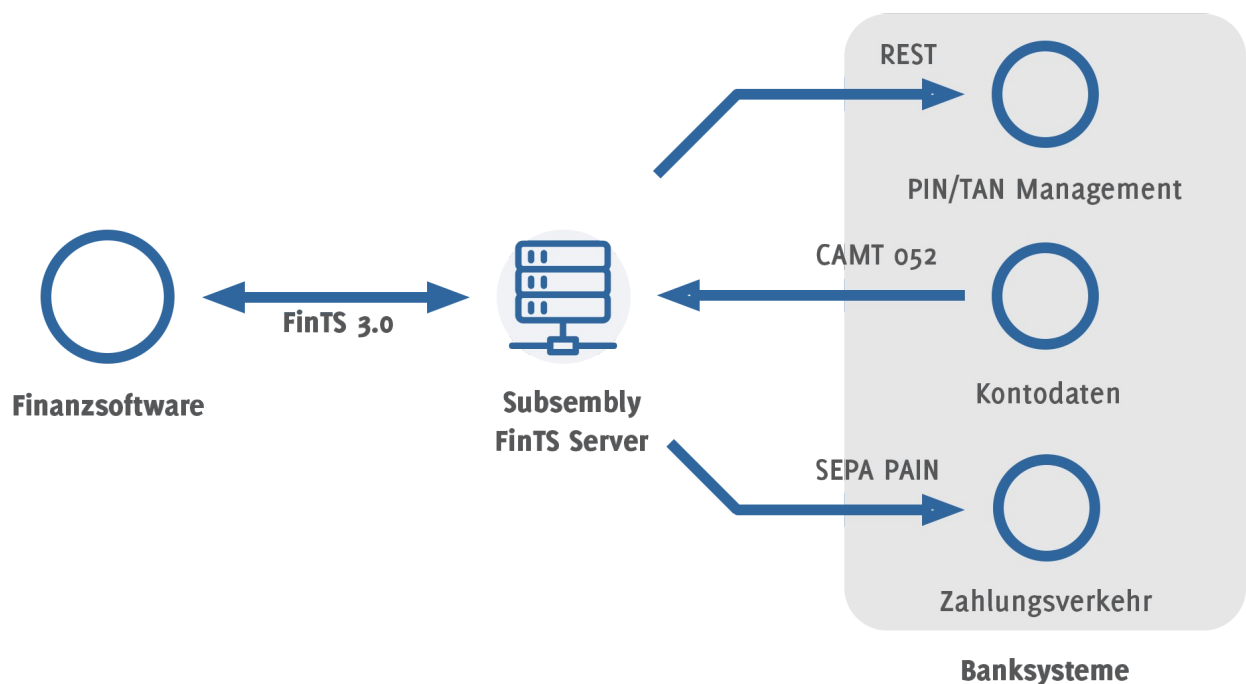 REST
PIN/TAN Management
CAMT 052
FinTS 3.0
Kontodaten
Finanzsoftware
Subsembly
FinTS Server
SEPA PAIN
Zahlungsverkehr
Banksysteme